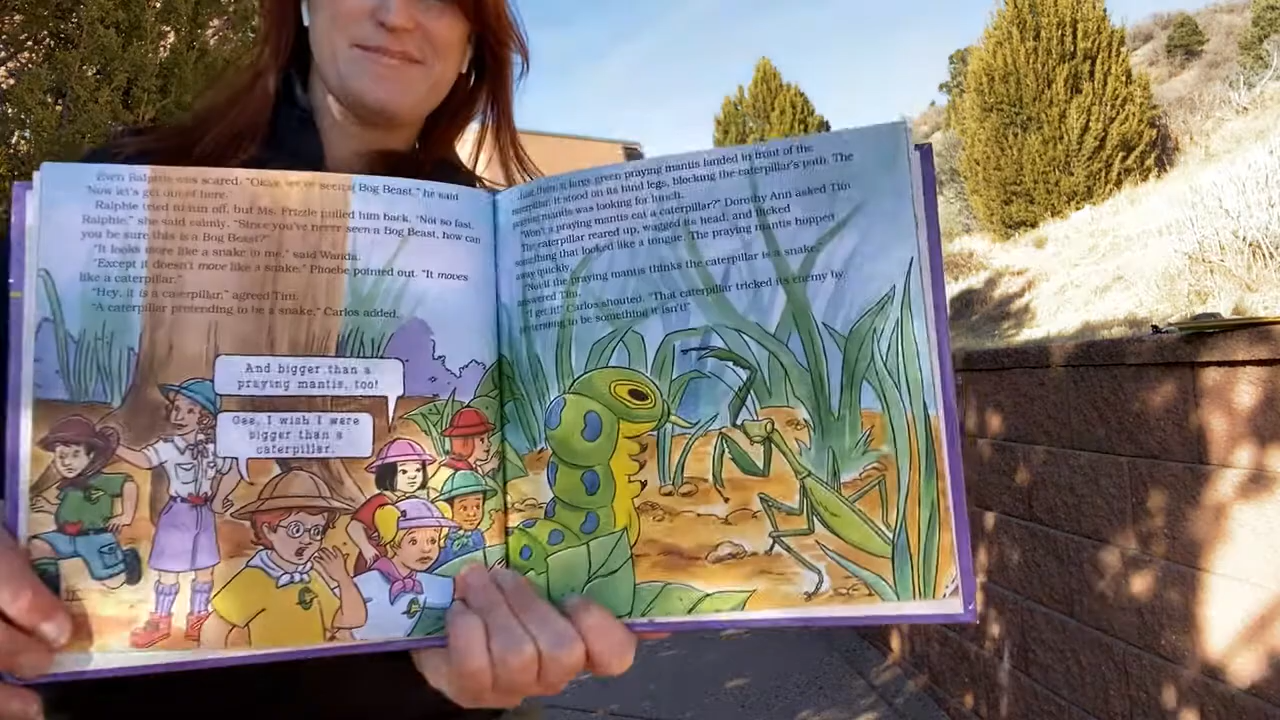 Even Ralphie was scared. "Okay, we've seen a Bog Beast," he said.
"Now let's get out of here."
Ralphie tried to run off, but Ms. Frizzle pulled him back. "Not so fast,
Ralphie," she said calmly. "Since you've never seen a Bog Beast, how can
you be sure this is a Bog Beast?"
"It looks more like a snake to me," said Wanda.
"Except it doesn't move like a snake," Phoebe pointed out. "It moves
like a caterpillar."
"Hey, it is a caterpillar," agreed Tim.
"A caterpillar pretending to be a snake," Carlos added.
And bigger than a
praying mantis, too!
Gee, I wish I were
bigger than a
caterpillar.
Just then, a large green praying mantis landed in front of the
caterpillar. It stood on its hind legs, blocking the caterpillar's path. The
praying mantis was looking for lunch.
"Won't a praying mantis eat a caterpillar?" Dorothy Ann asked Tim.
The caterpillar reared up, wagged its head, and flicked
something that looked like a tongue. The praying mantis hopped
away quickly.
"Not if the praying mantis thinks the caterpillar is a snake,"
answered Tim.
"I get it!" Carlos shouted. "That caterpillar tricked its enemy by
pretending to be something it isn't!"